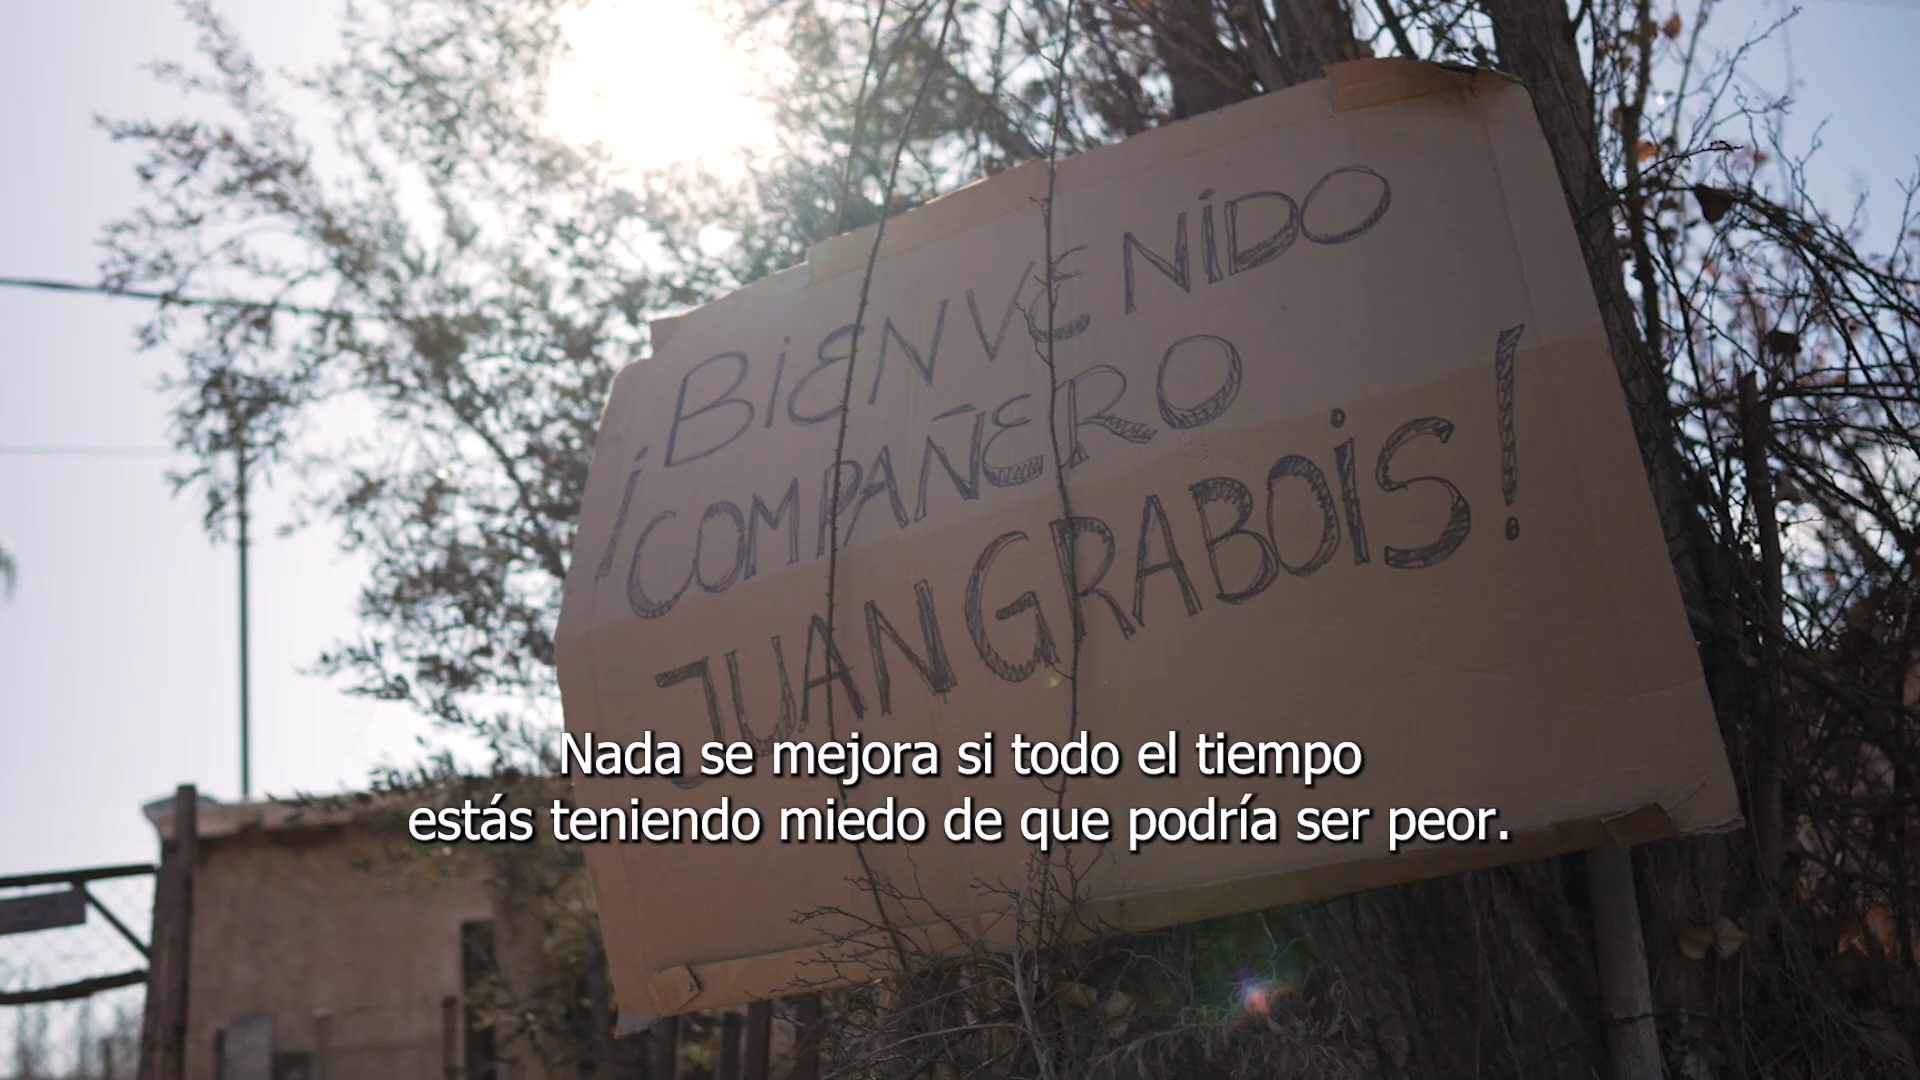 ¡BiENVENiDO
COMPAÑERO
JUAN GRABOiS!
Nada se mejora si todo el tiempo
estás teniendo miedo de que podría ser peor.